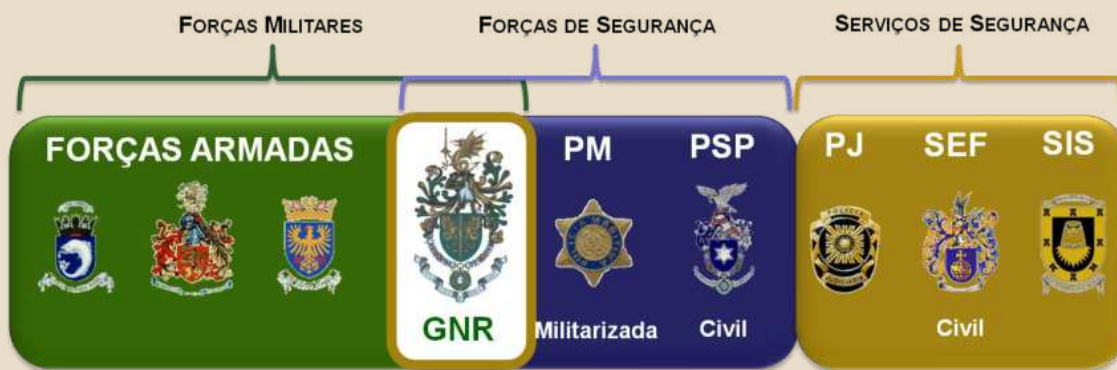 FORÇAS MILITARES
FORÇAS DE SEGURANÇA
SERVIÇOS DE SEGURANÇA
FORÇAS ARMADAS
PM
PSP
PJ
SEF
SIS
GNR
Militarizada
Civil
Civil